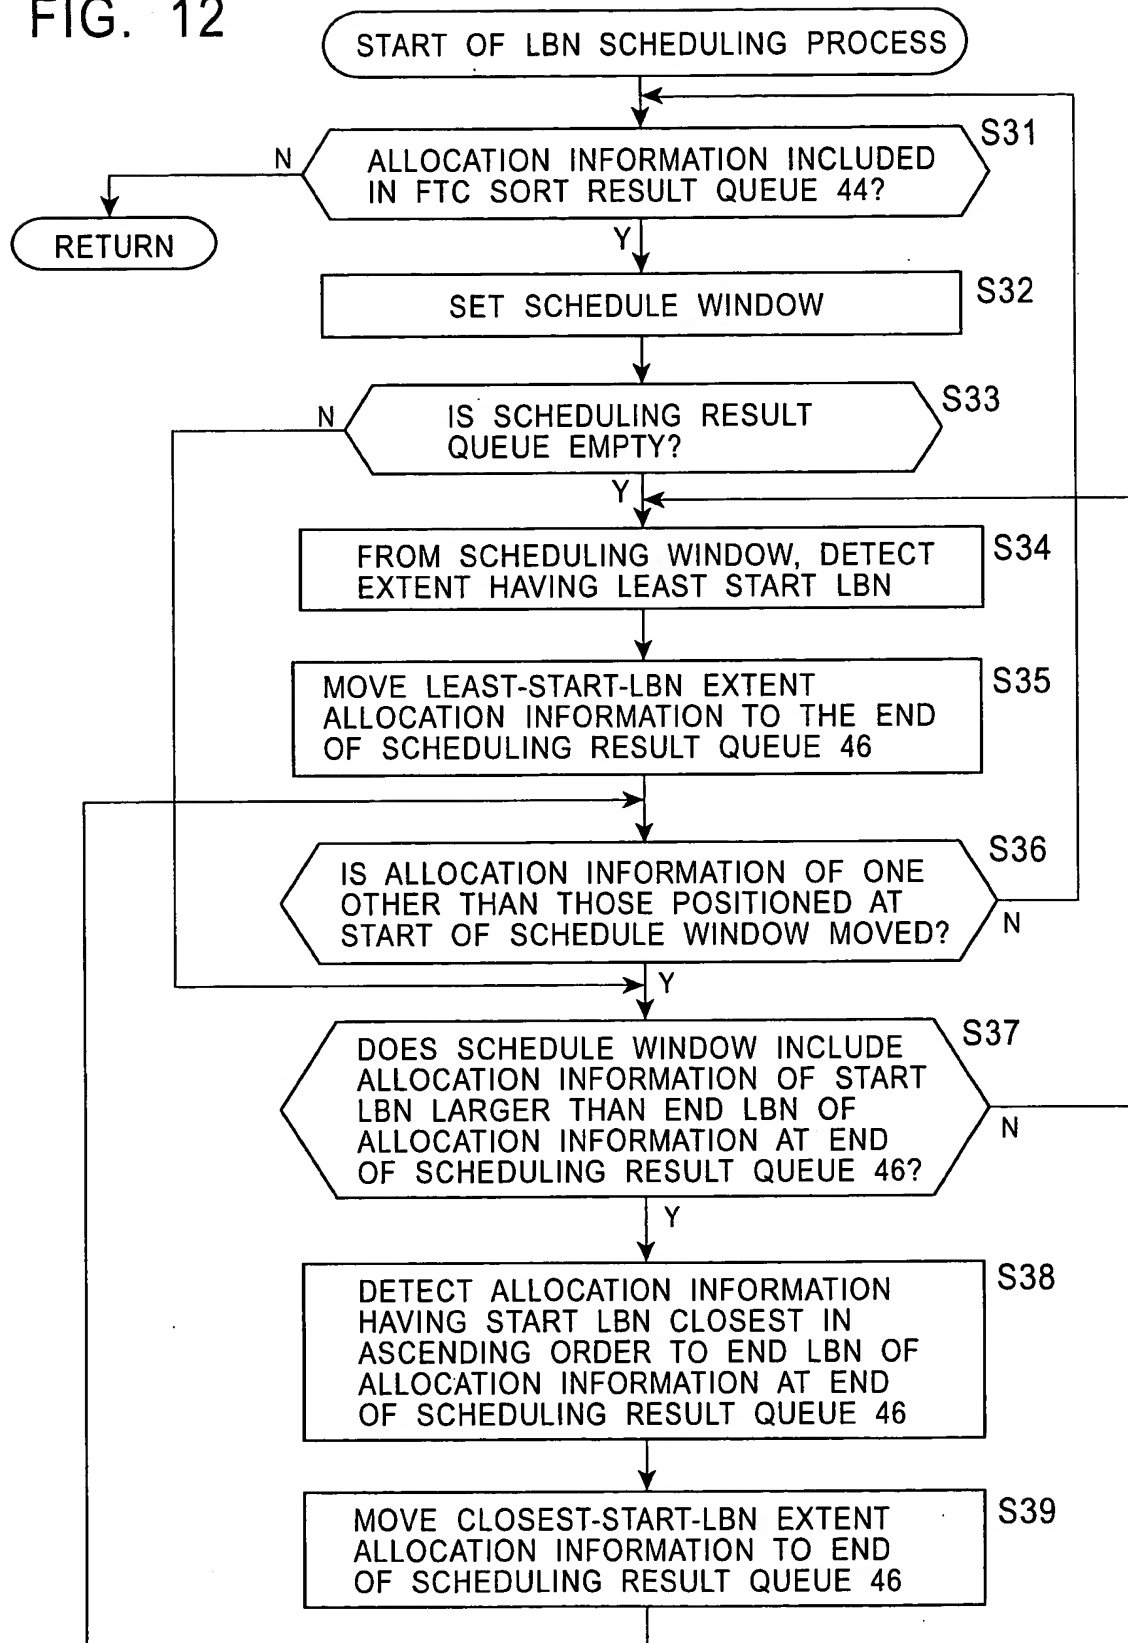 FIG. 12
START OF LBN SCHEDULING PROCESS
S31
N
ALLOCATION INFORMATION INCLUDED
IN FTC SORT RESULT QUEUE 44?
RETURN
Y
S32
SET SCHEDULE WINDOW
S33
N
IS SCHEDULING RESULT
QUEUE EMPTY?
Y
S34
FROM SCHEDULING WINDOW, DETECT
EXTENT HAVING LEAST START LBN
S35
MOVE LEAST-START-LBN EXTENT
ALLOCATION INFORMATION TO THE END
OF SCHEDULING RESULT QUEUE 46
S36
IS ALLOCATION INFORMATION OF ONE
OTHER THAN THOSE POSITIONED AT
START OF SCHEDULE WINDOW MOVED?
N
Y
S37
DOES SCHEDULE WINDOW INCLUDE
ALLOCATION INFORMATION OF START
LBN LARGER THAN END LBN OF
ALLOCATION INFORMATION AT END
OF SCHEDULING RESULT QUEUE 46?
N
Y
S38
DETECT ALLOCATION INFORMATION
HAVING START LBN CLOSEST IN
ASCENDING ORDER TO END LBN OF
ALLOCATION INFORMATION AT END
OF SCHEDULING RESULT QUEUE 46
S39
MOVE CLOSEST-START-LBN EXTENT
ALLOCATION INFORMATION TO END
OF SCHEDULING RESULT QUEUE 46